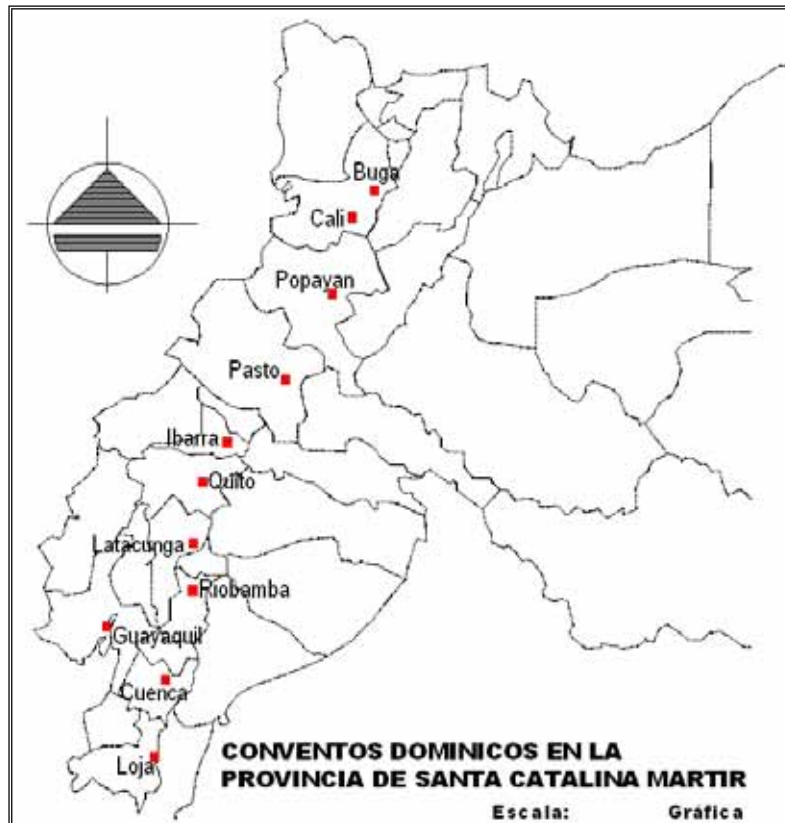 Buga
Cali
Popayan
Pasto
Ibarra
Quito
Latacunga
Riobamba
Guayaquil
Cuenca
Loja
CONVENTOS DOMINICOS EN LA
PROVINCIA DE SANTA CATALINA MARTIR
Escala: Gráfica